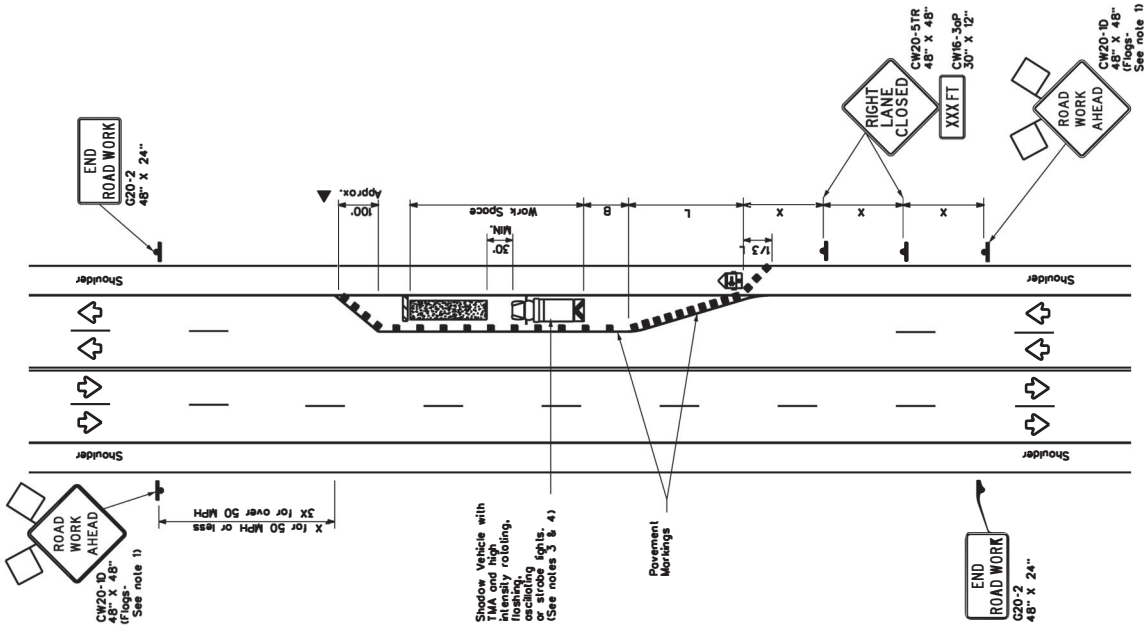 END
ROAD WORK
G20-2
48" X 24"
Shoulder
Shoulder
ROAD
WORK
AHEAD
CW20-1D
48" X 48"
(Flags-
See note 1)
X for 50 MPH or less
3X for over 50 MPH
100'
Approx.
Work Space
30'
MIN.
B
L
1/3 L
X
X
X
Shadow Vehicle with
TMA and high
intensity rotating,
flashing,
oscillating
or strobe lights.
(See notes 3 & 4)
Pavement
Markings
RIGHT
LANE
CLOSED
XXX FT
CW20-5TR
48" X 48"
CW16-3aP
30" X 12"
Shoulder
Shoulder
ROAD
WORK
AHEAD
CW20-1D
48" X 48"
(Flags-
See note 1)
END
ROAD WORK
G20-2
48" X 24"